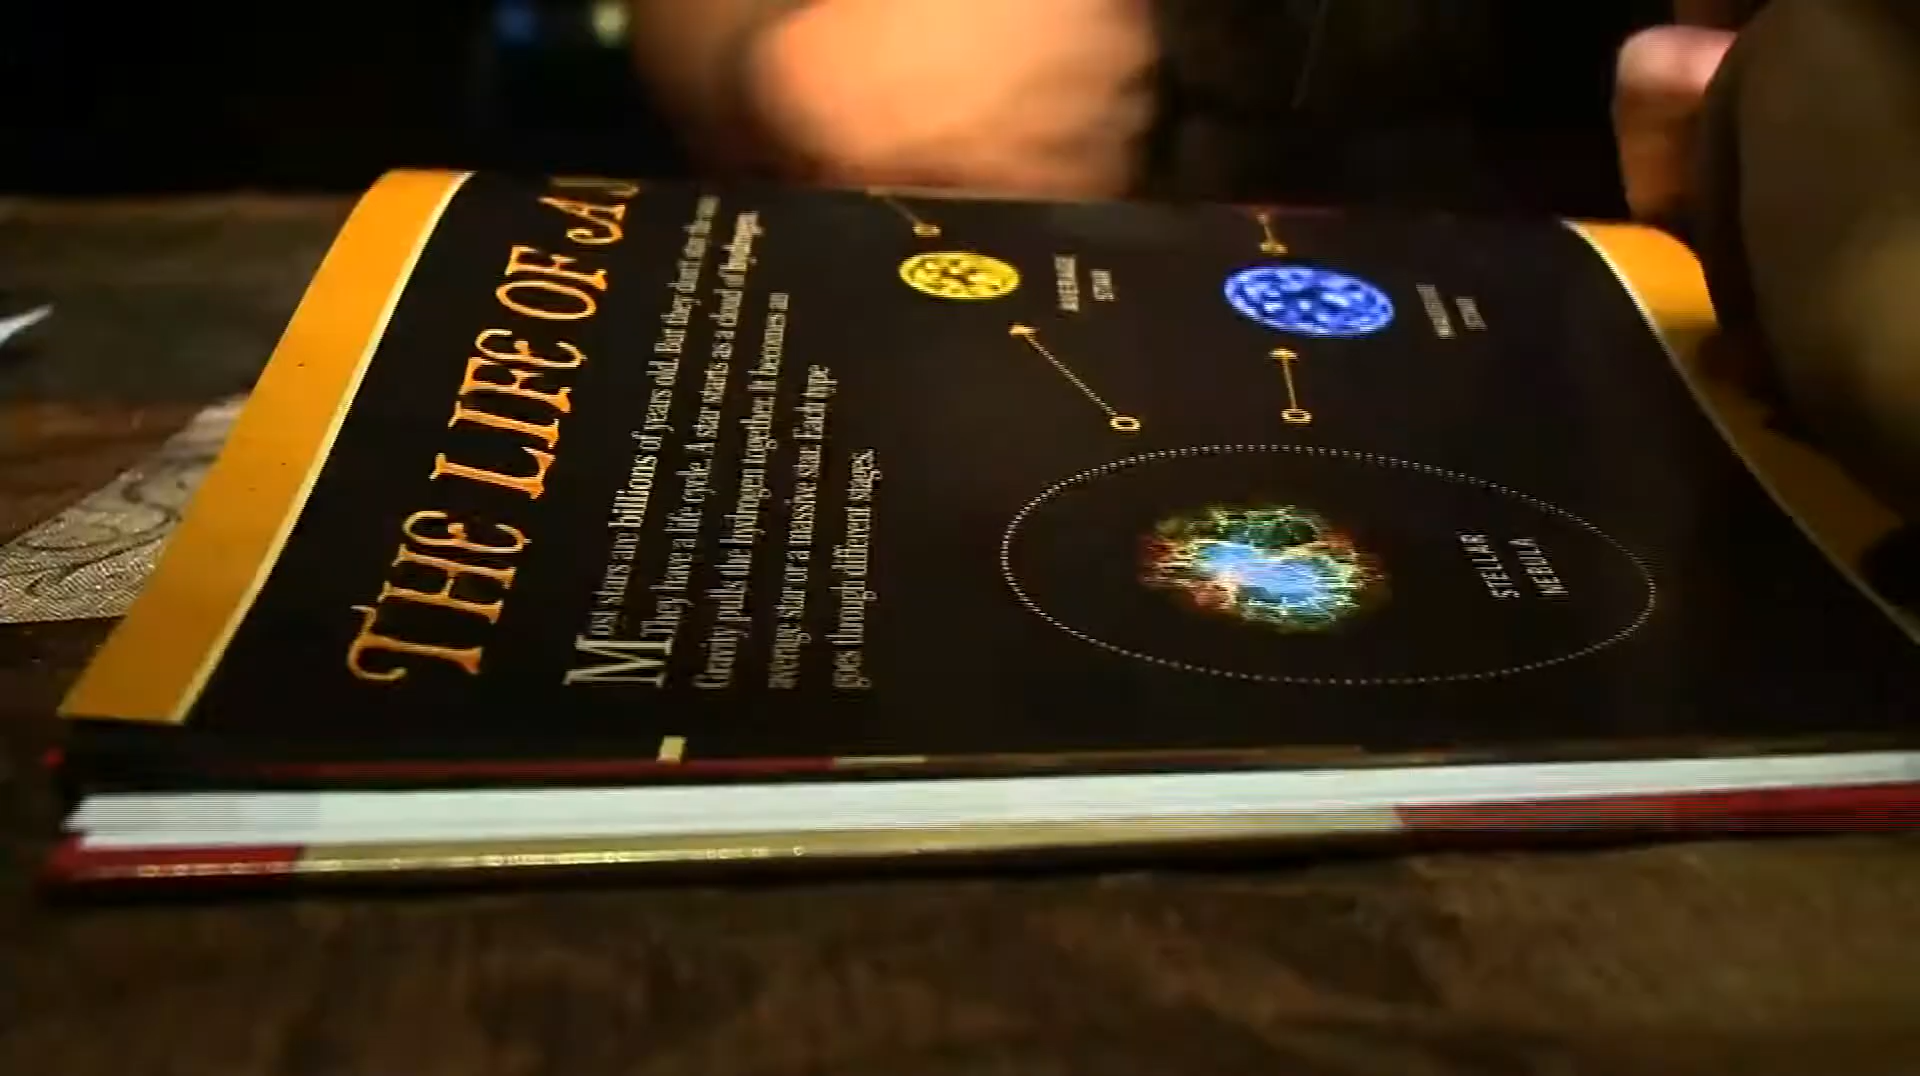 THE LIFE OF A
Most stars are billions of years old. But they don't stay the same.
They have a life cycle. A star starts as a cloud of hydrogen.
Gravity pulls the hydrogen together. It becomes an
average star or a massive star. Each type
goes through different stages.
AVERAGE
STAR
STAR
STELLAR
NEBULA